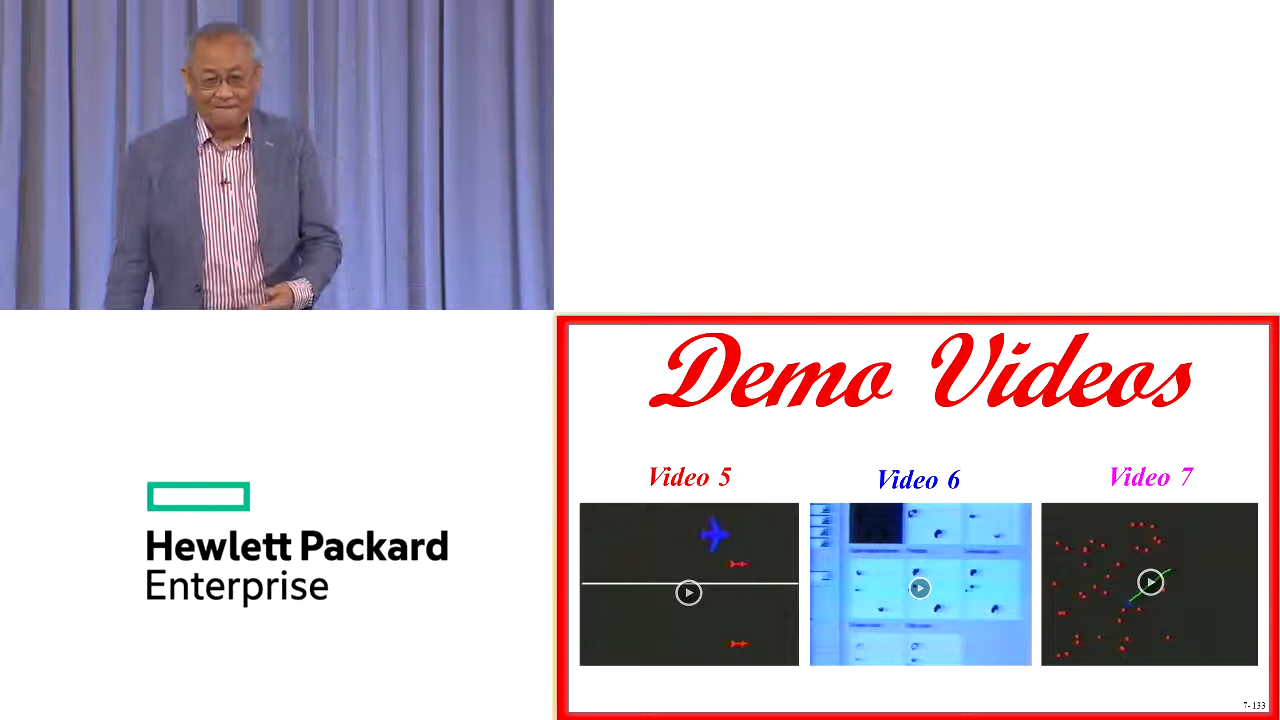 Demo Videos
Video 5
Video 6
Video 7
Hewlett Packard
Enterprise
7- 133